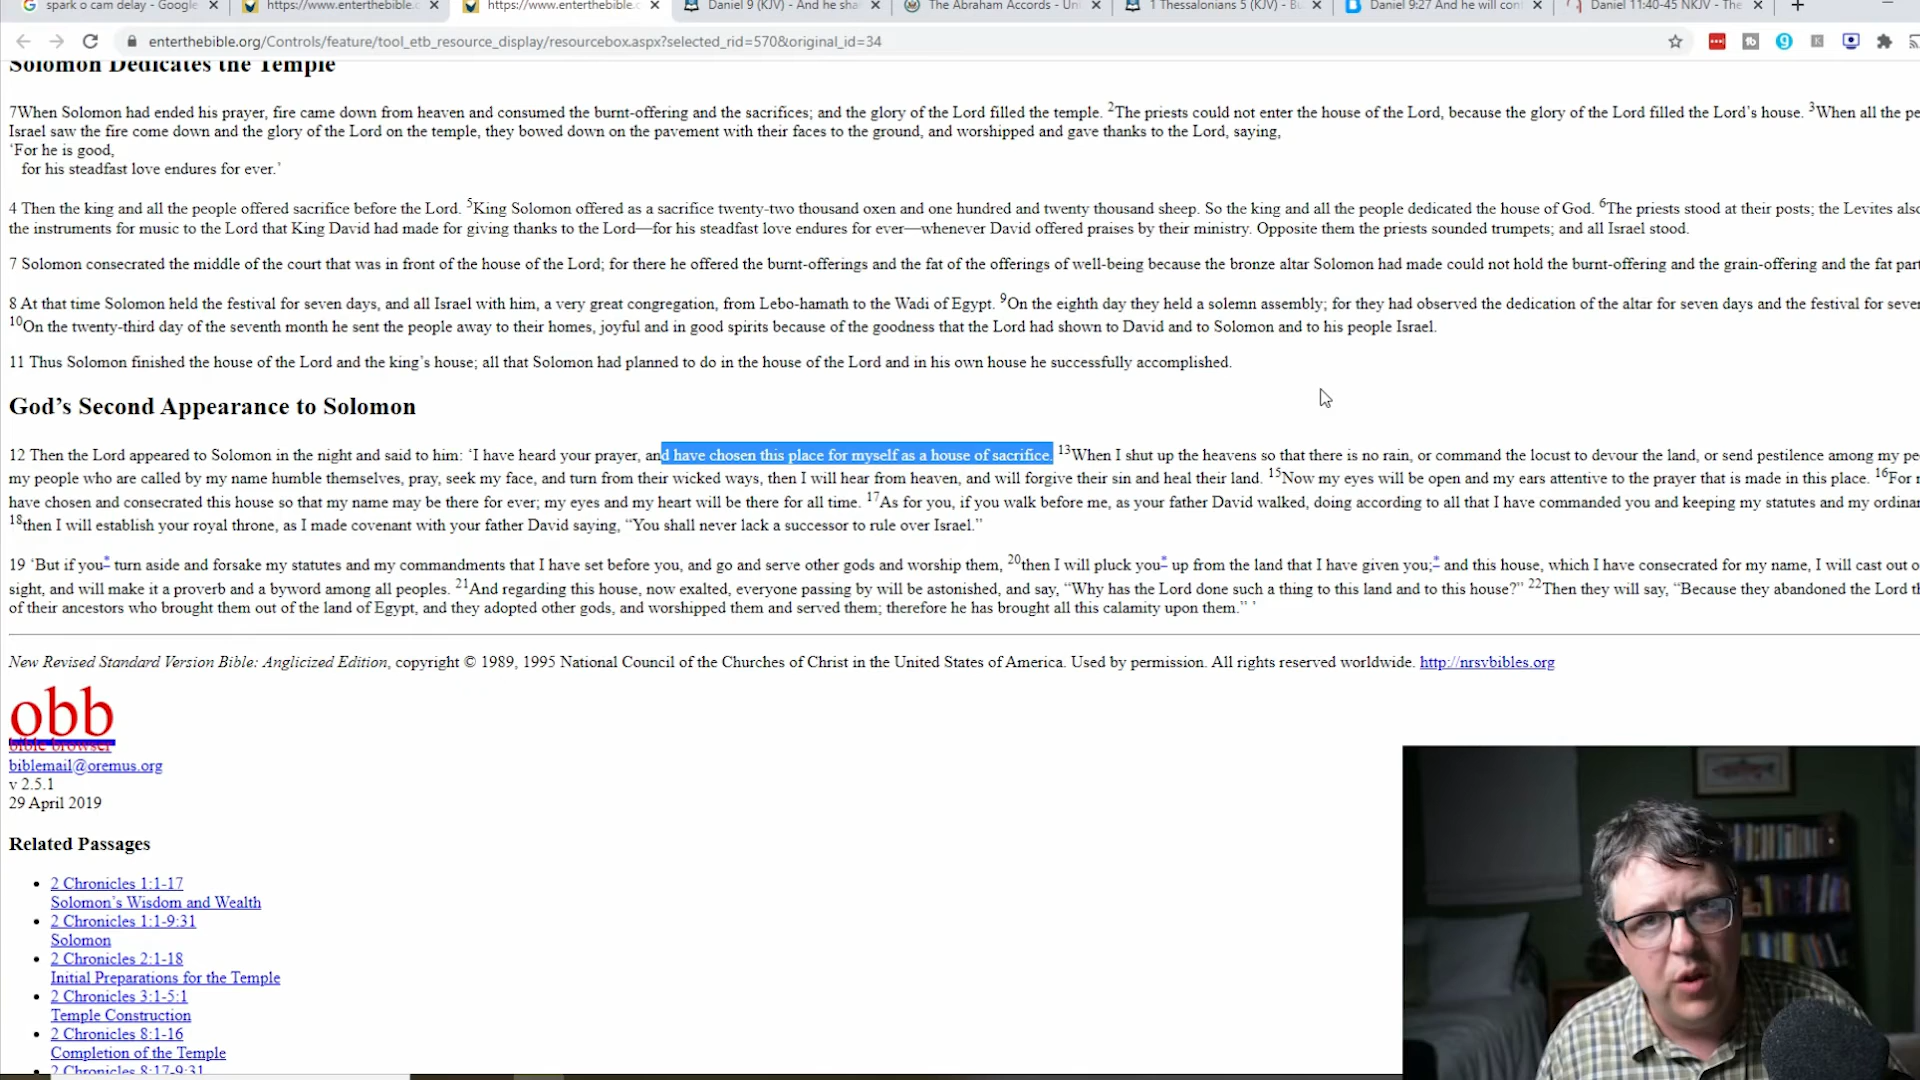 spark o cam delay - Google
https://www.enterthebible.
https://www.enterthebible.c
Daniel 9 (KJV) - And he sha
The Abraham Accords - Uni
1 Thessalonians 5 (KJV) - Bu
Daniel 9:27 And he will con
Daniel 11:40-45 NKJV - The
enterthebible.org/Controls/feature/tool_etb_resource_display/resourcebox.aspx?selected_rid=570&original_id=34
Solomon Dedicates the Temple
7When Solomon had ended his prayer, fire came down from heaven and consumed the burnt-offering and the sacrifices; and the glory of the Lord filled the temple. 2The priests could not enter the house of the Lord, because the glory of the Lord filled the Lord’s house. 3When all the pe
Israel saw the fire come down and the glory of the Lord on the temple, they bowed down on the pavement with their faces to the ground, and worshipped and gave thanks to the Lord, saying,
‘For he is good,
for his steadfast love endures for ever.’
4 Then the king and all the people offered sacrifice before the Lord. 5King Solomon offered as a sacrifice twenty-two thousand oxen and one hundred and twenty thousand sheep. So the king and all the people dedicated the house of God. 6The priests stood at their posts; the Levites also
the instruments for music to the Lord that King David had made for giving thanks to the Lord—for his steadfast love endures for ever—whenever David offered praises by their ministry. Opposite them the priests sounded trumpets; and all Israel stood.
7 Solomon consecrated the middle of the court that was in front of the house of the Lord; for there he offered the burnt-offerings and the fat of the offerings of well-being because the bronze altar Solomon had made could not hold the burnt-offering and the grain-offering and the fat part
8 At that time Solomon held the festival for seven days, and all Israel with him, a very great congregation, from Lebo-hamath to the Wadi of Egypt. 9On the eighth day they held a solemn assembly; for they had observed the dedication of the altar for seven days and the festival for seven
10On the twenty-third day of the seventh month he sent the people away to their homes, joyful and in good spirits because of the goodness that the Lord had shown to David and to Solomon and to his people Israel.
11 Thus Solomon finished the house of the Lord and the king’s house; all that Solomon had planned to do in the house of the Lord and in his own house he successfully accomplished.
God’s Second Appearance to Solomon
12 Then the Lord appeared to Solomon in the night and said to him: ‘I have heard your prayer, and have chosen this place for myself as a house of sacrifice. 13When I shut up the heavens so that there is no rain, or command the locust to devour the land, or send pestilence among my pe
my people who are called by my name humble themselves, pray, seek my face, and turn from their wicked ways, then I will hear from heaven, and will forgive their sin and heal their land. 15Now my eyes will be open and my ears attentive to the prayer that is made in this place. 16For n
have chosen and consecrated this house so that my name may be there for ever; my eyes and my heart will be there for all time. 17As for you, if you walk before me, as your father David walked, doing according to all that I have commanded you and keeping my statutes and my ordinan
18then I will establish your royal throne, as I made covenant with your father David saying, “You shall never lack a successor to rule over Israel.”
19 ‘But if you* turn aside and forsake my statutes and my commandments that I have set before you, and go and serve other gods and worship them, 20then I will pluck you* up from the land that I have given you;* and this house, which I have consecrated for my name, I will cast out o
sight, and will make it a proverb and a byword among all peoples. 21And regarding this house, now exalted, everyone passing by will be astonished, and say, “Why has the Lord done such a thing to this land and to this house?” 22Then they will say, “Because they abandoned the Lord th
of their ancestors who brought them out of the land of Egypt, and they adopted other gods, and worshipped them and served them; therefore he has brought all this calamity upon them.” ’
New Revised Standard Version Bible: Anglicized Edition, copyright © 1989, 1995 National Council of the Churches of Christ in the United States of America. Used by permission. All rights reserved worldwide. http://nrsvbibles.org
obb
bible browser
biblemail@oremus.org
v 2.5.1
29 April 2019
Related Passages
2 Chronicles 1:1-17
Solomon’s Wisdom and Wealth
2 Chronicles 1:1-9:31
Solomon
2 Chronicles 2:1-18
Initial Preparations for the Temple
2 Chronicles 3:1-5:1
Temple Construction
2 Chronicles 8:1-16
Completion of the Temple
2 Chronicles 8:17-9:31